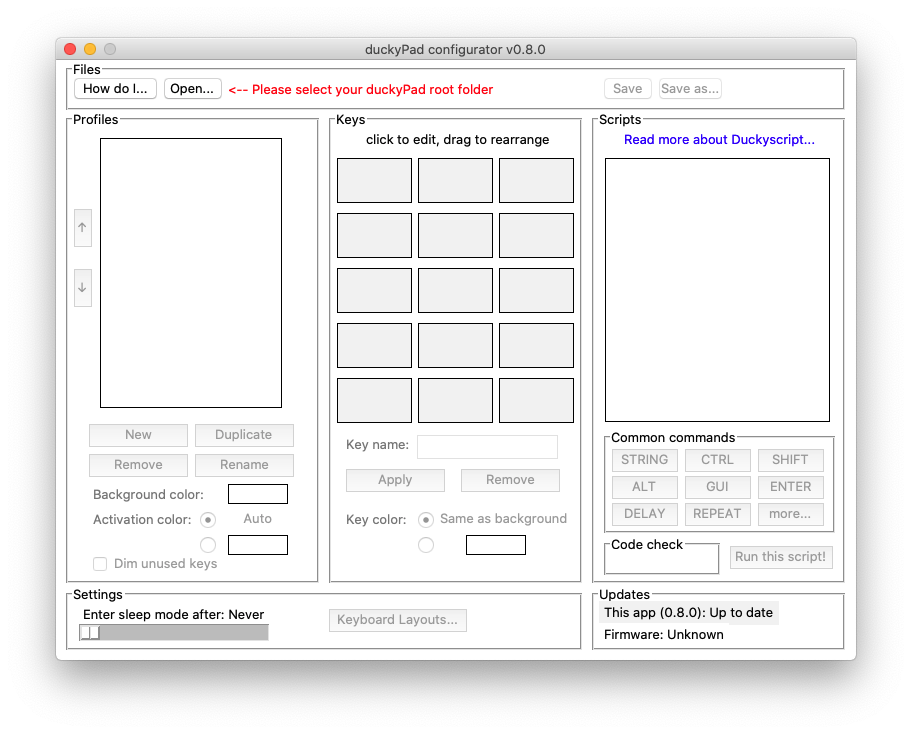 duckyPad configurator v0.8.0
Files
How do I...
Open...
<-- Please select your duckyPad root folder
Save
Save as...
Profiles
↑
↓
New
Duplicate
Remove
Rename
Background color:
Activation color:
Auto
Dim unused keys
Keys
click to edit, drag to rearrange
Key name:
Apply
Remove
Key color:
Same as background
Scripts
Read more about Duckyscript...
Common commands
STRING
CTRL
SHIFT
ALT
GUI
ENTER
DELAY
REPEAT
more...
Code check
Run this script!
Settings
Enter sleep mode after: Never
Keyboard Layouts...
Updates
This app (0.8.0): Up to date
Firmware: Unknown